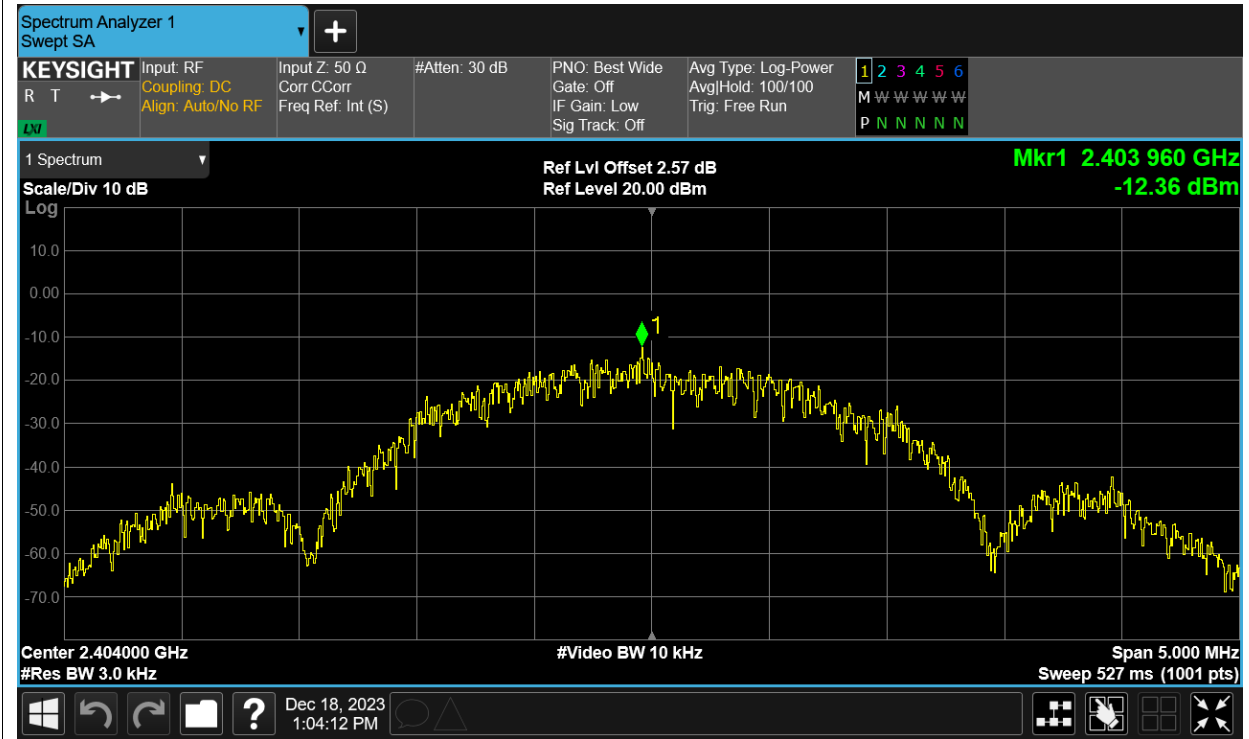 Spectrum Analyzer 1
Swept SA
+
KEYSIGHT
R T
LXI
Input: RF
Coupling: DC
Align: Auto/No RF
Input Z: 50 Ω
Corr CCorr
Freq Ref: Int (S)
#Atten: 30 dB
PNO: Best Wide
Gate: Off
IF Gain: Low
Sig Track: Off
Avg Type: Log-Power
Avg|Hold: 100/100
Trig: Free Run
1 2 3 4 5 6
M W W W W W
P N N N N N
1 Spectrum
Scale/Div 10 dB
Ref Lvl Offset 2.57 dB
Ref Level 20.00 dBm
Mkr1 2.403 960 GHz
-12.36 dBm
Log
10.0
0.00
-10.0
-20.0
-30.0
-40.0
-50.0
-60.0
-70.0
1
Center 2.404000 GHz
#Res BW 3.0 kHz
#Video BW 10 kHz
Span 5.000 MHz
Sweep 527 ms (1001 pts)
?
Dec 18, 2023
1:04:12 PM